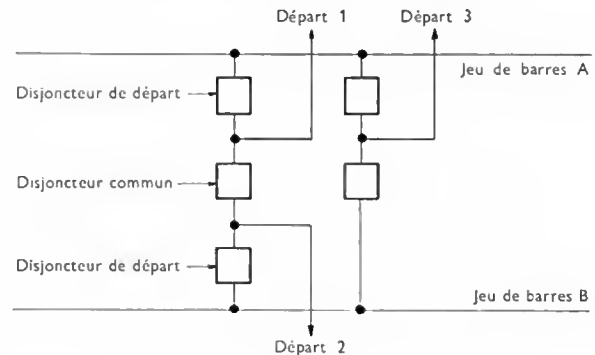 Départ 1
Départ 3
Jeu de barres A
Disjoncteur de départ
Disjoncteur commun
Disjoncteur de départ
Jeu de barres B
Départ 2